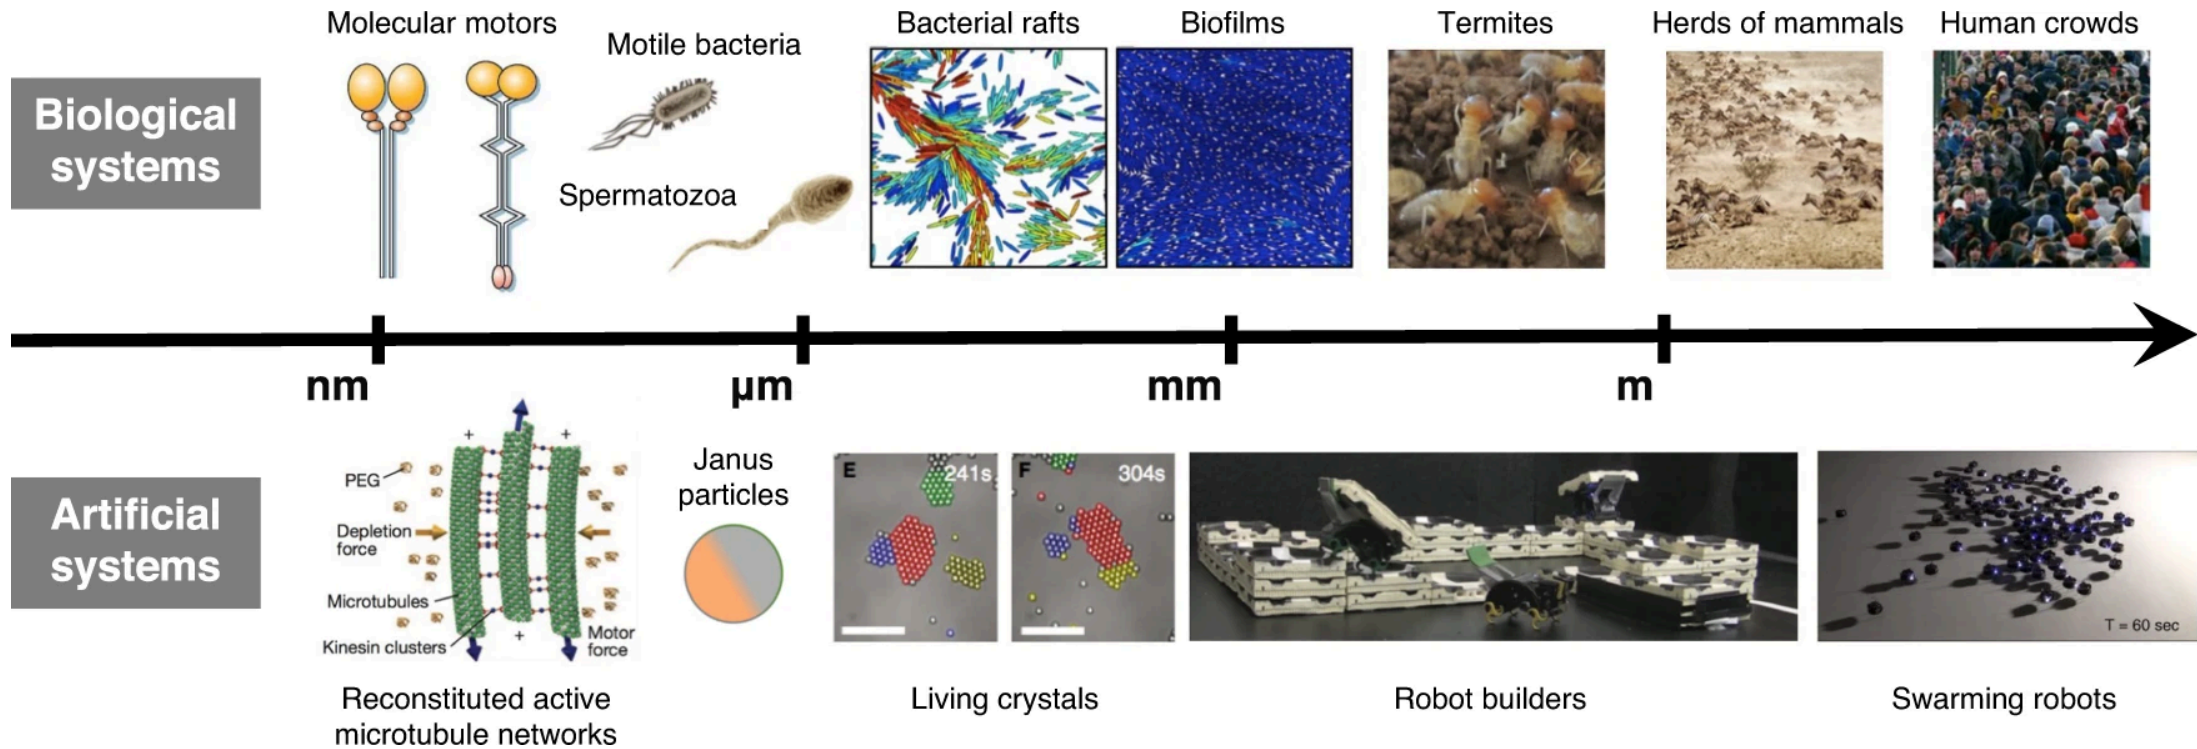 Molecular motors
Motile bacteria
Spermatozoa
Bacterial rafts
Biofilms
Termites
Herds of mammals
Human crowds
Biological
systems
nm
µm
mm
m
Artificial
systems
+
+
PEG
Depletion
force
Microtubules
Kinesin clusters
+
Motor
force
Reconstituted active
microtubule networks
Janus
particles
E
241s
F
304s
Living crystals
Robot builders
T = 60 sec
Swarming robots